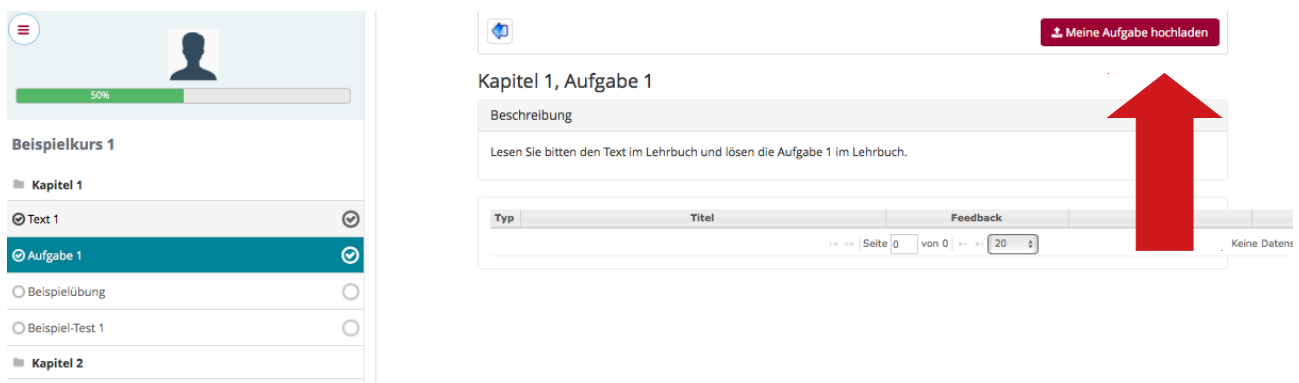 50%
Beispielkurs 1
Kapitel 1
Text 1
Aufgabe 1
Beispielübung
Beispiel-Test 1
Kapitel 2
Meine Aufgabe hochladen
Kapitel 1, Aufgabe 1
Beschreibung
Lesen Sie bitten den Text im Lehrbuch und lösen die Aufgabe 1 im Lehrbuch.
Typ Titel Feedback
Seite 0 von 0 20 Keine Datens